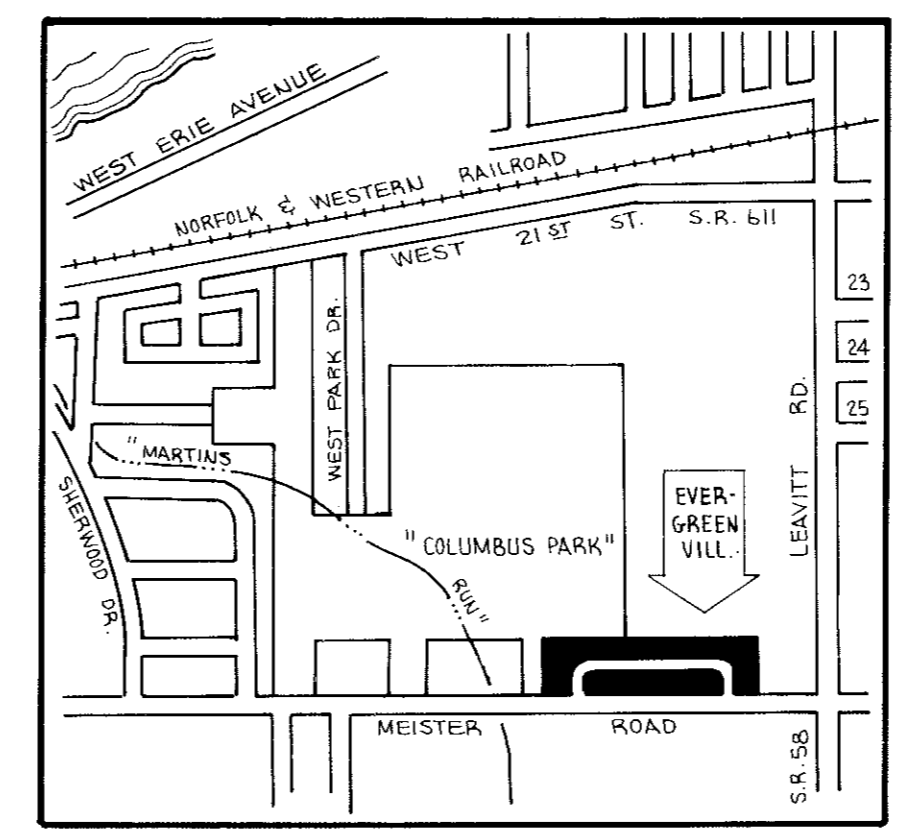 WEST ERIE AVENUE
NORFOLK & WESTERN RAILROAD
WEST 21ST ST. S.R. 611
23
24
25
WEST PARK DR.
LEAVITT RD.
"MARTINS
RUN"
SHERWOOD DR.
"COLUMBUS PARK"
EVER-
GREEN
VILL.
MEISTER ROAD
S.R. 58